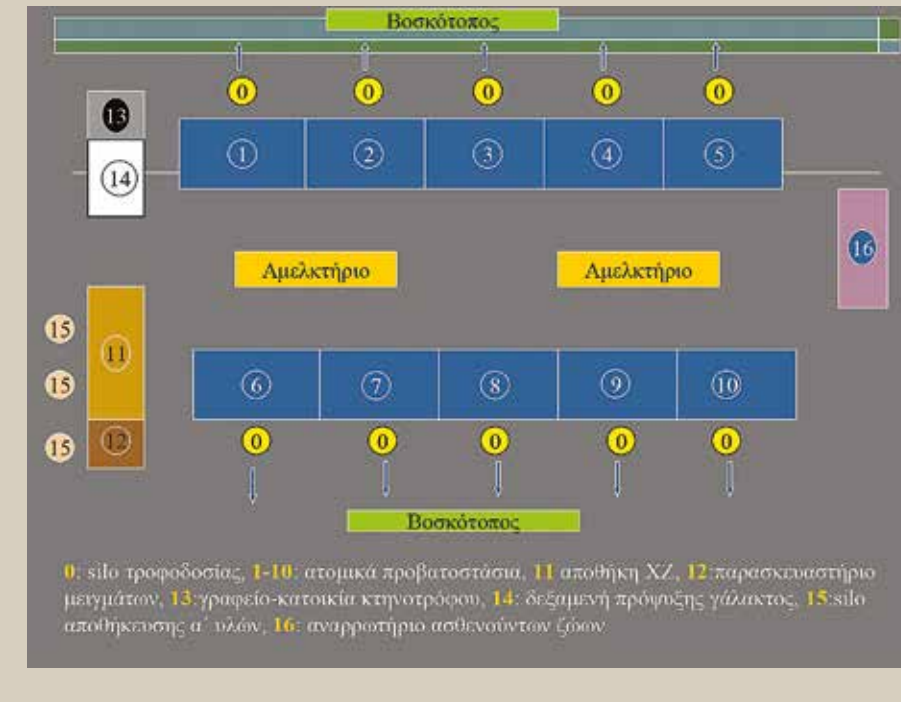 Βοσκότοπος
0 0 0 0 0
13
1 2 3 4 5
14
16
Αμελκτήριο Αμελκτήριο
15
11
15
6 7 8 9 10
15
12
0 0 0 0 0
Βοσκότοπος
0: silo τροφοδοσίας, 1-10: ατομικά προβατοστάσια, 11 αποθήκη ΧΖ, 12:παρασκευαστήριο
μειγμάτων, 13:γραφείο-κατοικία κτηνοτρόφου, 14: δεξαμενή πρόψυξης γάλακτος, 15:silo
αποθήκευσης α΄ υλών, 16: αναρρωτήριο ασθενούντων ζώων